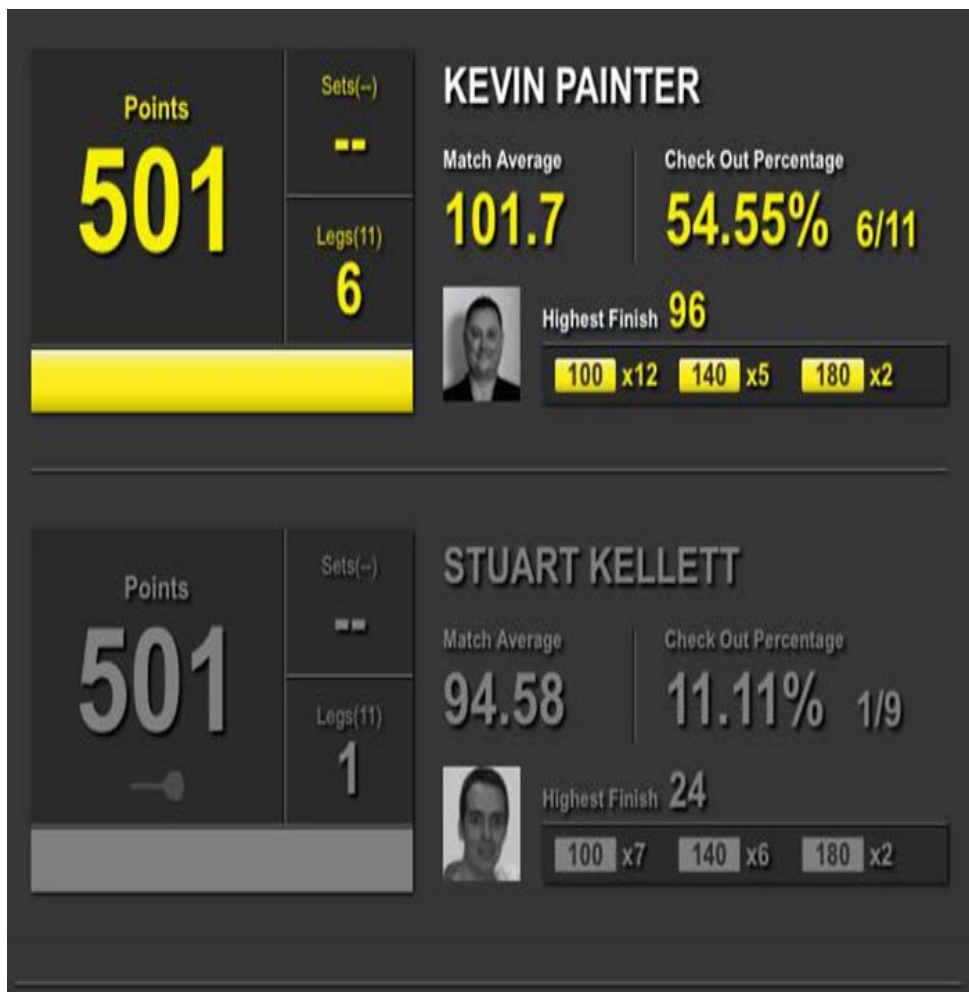 KEVIN PAINTER
Points
501
Sets(--)
--
Legs(11)
6
Match Average
101.7
Check Out Percentage
54.55% 6/11
Highest Finish 96
100 x12 140 x5 180 x2
STUART KELLETT
Points
501
Sets(--)
--
Legs(11)
1
Match Average
94.58
Check Out Percentage
11.11% 1/9
Highest Finish 24
100 x7 140 x6 180 x2